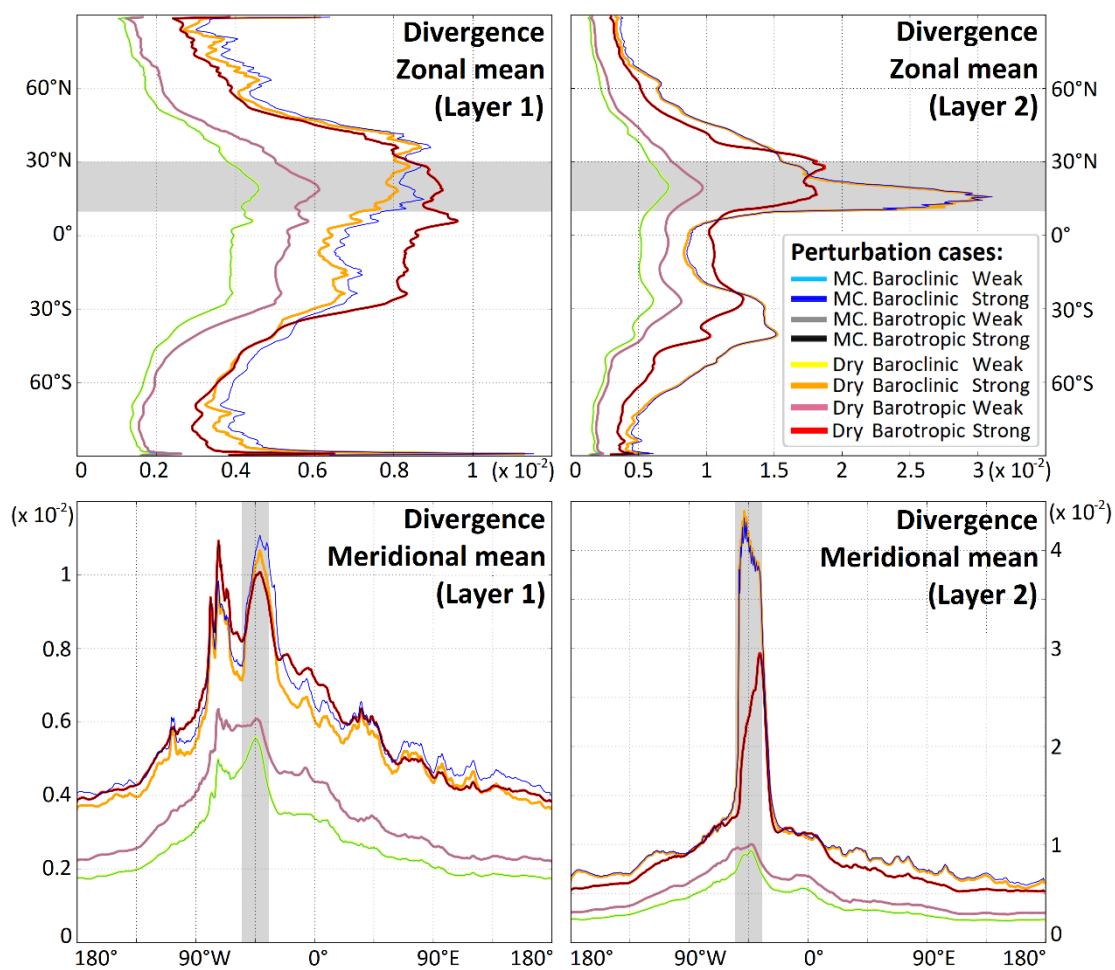 Divergence
Zonal mean
(Layer 1)
60°N
30°N
0°
30°S
60°S
0 0.2 0.4 0.6 0.8 1 (x 10⁻²)
Divergence
Zonal mean
(Layer 2)
60°N
30°N
0°
30°S
60°S
Perturbation cases:
MC. Baroclinic Weak
MC. Baroclinic Strong
MC. Barotropic Weak
MC. Barotropic Strong
Dry Baroclinic Weak
Dry Baroclinic Strong
Dry Barotropic Weak
Dry Barotropic Strong
0 0.5 1 1.5 2 2.5 3 (x 10⁻²)
(x 10⁻²)
Divergence
Meridional mean
(Layer 1)
1
0.8
0.6
0.4
0.2
0
180° 90°W 0° 90°E 180°
Divergence
Meridional mean
(Layer 2)
(x 10⁻²)
4
3
2
1
0
180° 90°W 0° 90°E 180°